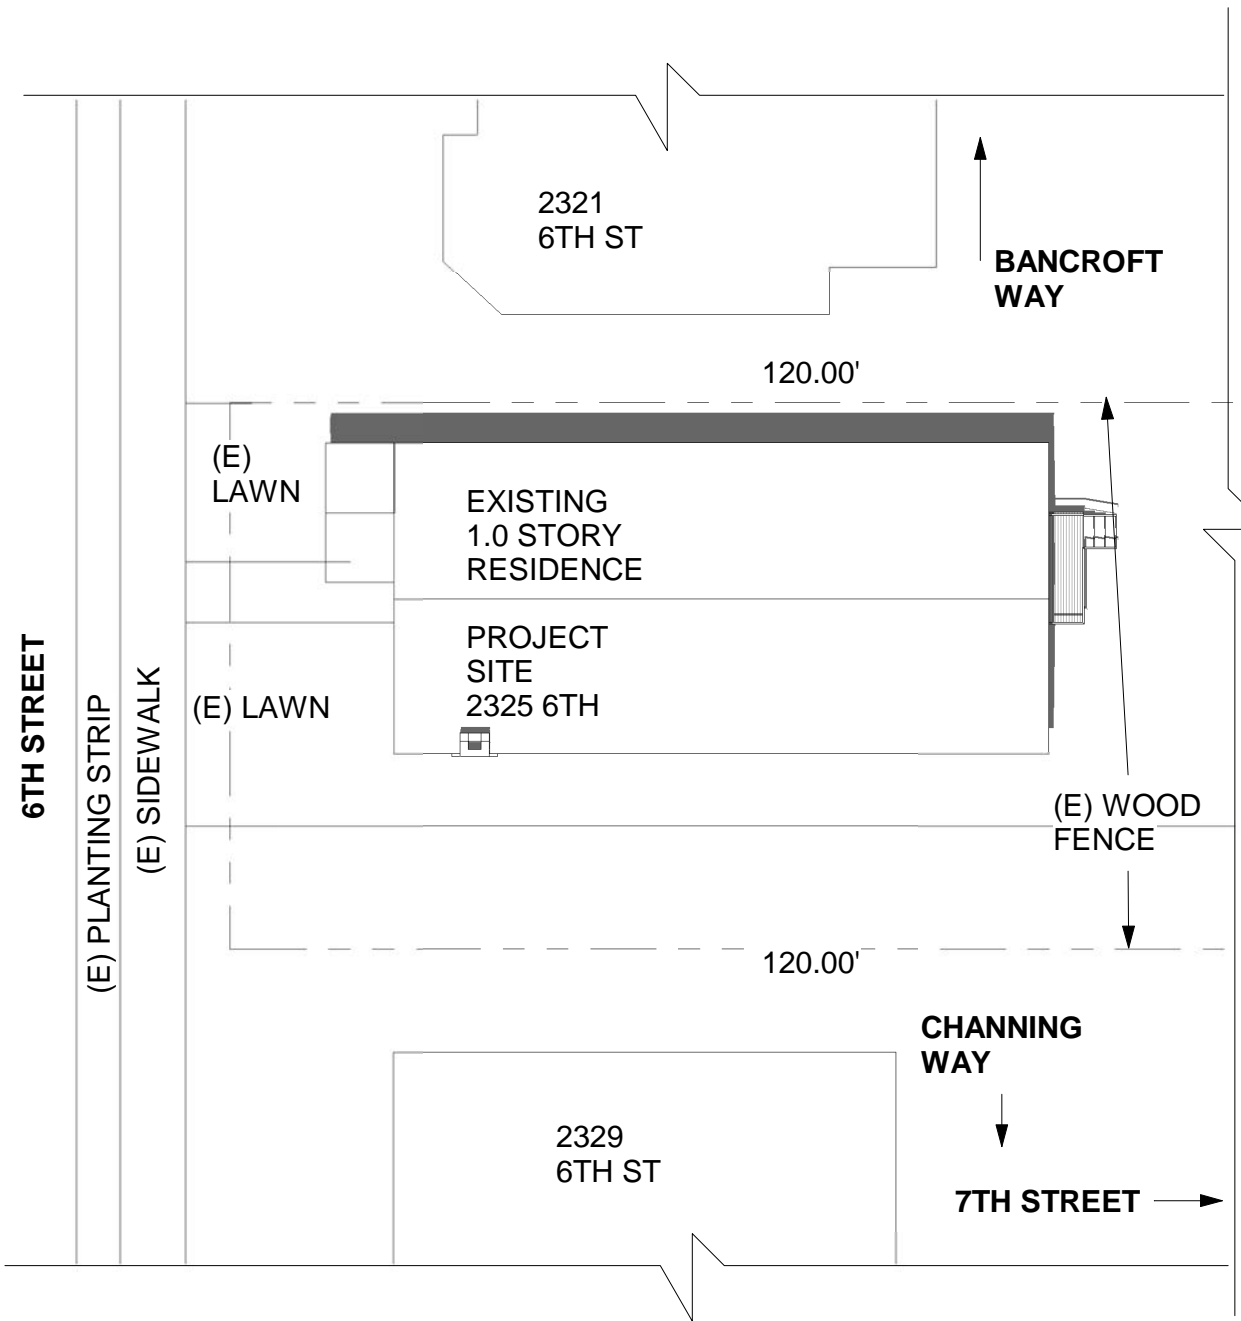 2321
6TH ST
BANCROFT
WAY
120.00'
(E)
LAWN
EXISTING
1.0 STORY
RESIDENCE
PROJECT
SITE
2325 6TH
(E) LAWN
6TH STREET
(E) PLANTING STRIP
(E) SIDEWALK
(E) WOOD
FENCE
120.00'
CHANNING
WAY
2329
6TH ST
7TH STREET